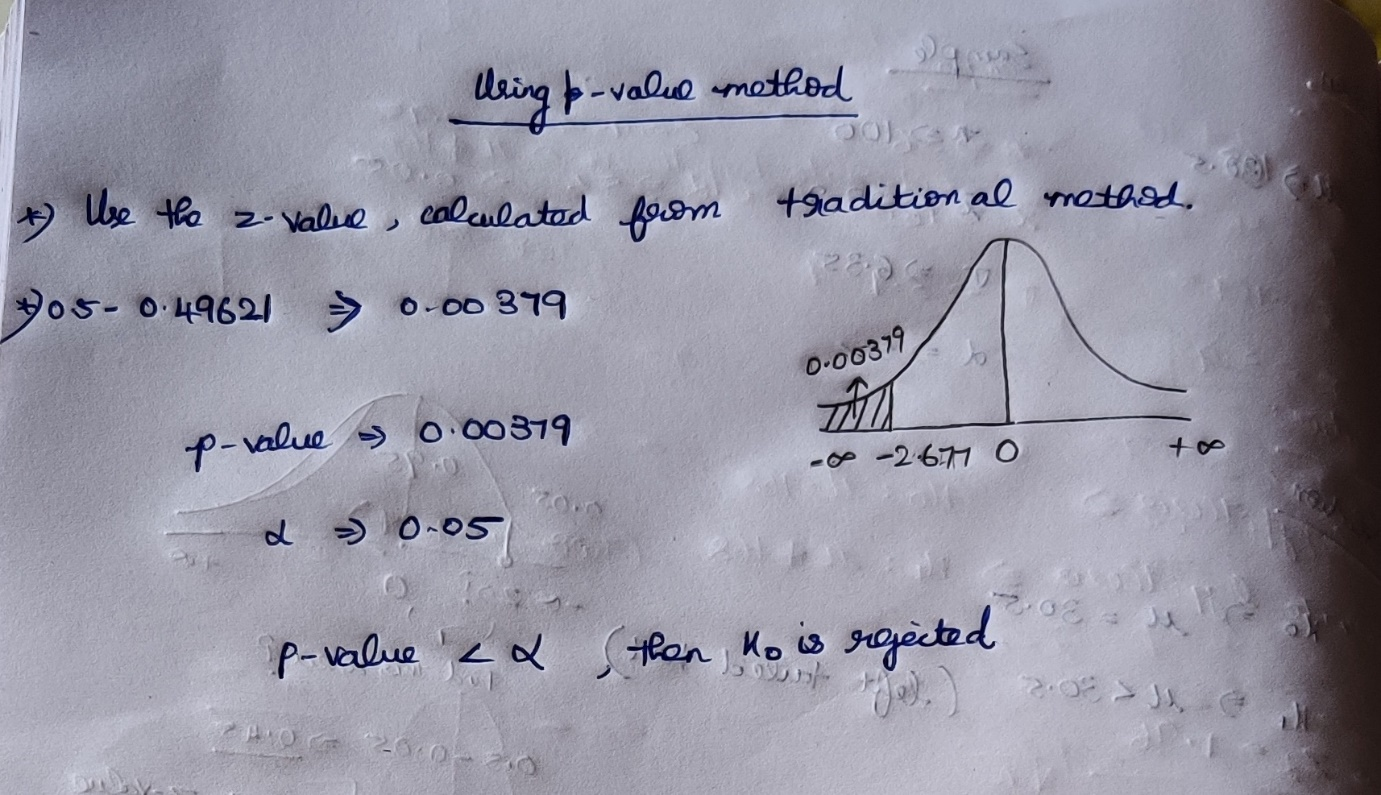 Using p-value method
*) Use the z-value, calculated from traditional method.
*) 0.5 - 0.49621 ⇒ 0.00379
0.00379
-∞ -2.677 0 +∞
p-value ⇒ 0.00379
α ⇒ 0.05
p-value < α, then H₀ is rejected